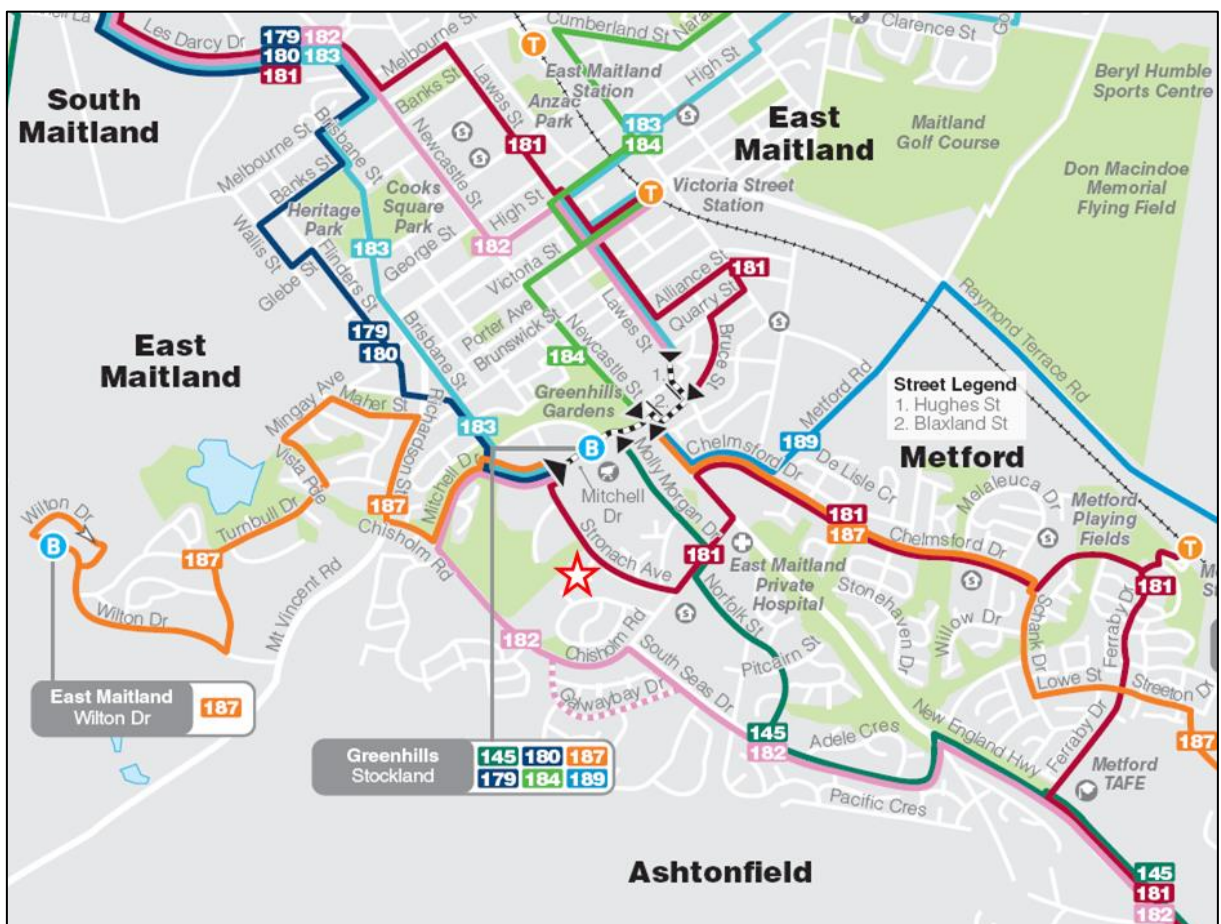 Les Darcy Dr
179 182
180 183
181
South
Maitland
Melbourne St
Banks St
Lawes St
Newcastle St
181
Cumberland St
Naran
T
East Maitland
Station
Anzac
Park
High St
183
184
Clarence St
East
Maitland
Maitland
Golf Course
Beryl Humble
Sports Centre
Don Macindoe
Memorial
Flying Field
T
Victoria Street
Station
Melbourne St
Brisbane St
Banks St
Heritage
Park
Cooks
Square
Park
High St
182
Wallis St
Glebe St
Flinders St
183
George St
Victoria St
Alliance St
181
Quarry St
Lawes St
Bruce St
Raymond Terrace Rd
East
Maitland
179
180
Brisbane St
Porter Ave
Brunswick St
184
Newcastle St
1.
2.
Greenhills
Gardens
Metford Rd
Street Legend
1. Hughes St
2. Blaxland St
Metford
Mingay Ave
Maher St
Richardson St
183
B
Mitchell
Dr
Mitchell Dr
Molly Morgan Dr
Chelmsford Dr
189
De Lisle Cr
Melaleuca Dr
Metford
Playing
Fields
Wilton Dr
B
Vista Pde
Turnbull Dr
187
Chisholm Rd
187
Stronach Ave
181
East Maitland
Private
Hospital
181
187
Chelmsford Dr
T
181
Wilton Dr
Mt Vincent Rd
Norfolk St
Stonehaven Dr
Willow Dr
Schank Dr
Ferraby Dr
182
Chisholm Rd
South Seas Dr
Pitcairn St
Lowe St
Streeton Dr
Galwaybay Dr
East Maitland
Wilton Dr
187
145
182
Adele Cres
New England Hwy
Ferraby Dr
187
Greenhills
Stockland
145 180 187
179 184 189
Pacific Cres
Metford
TAFE
Ashtonfield
145
181
182